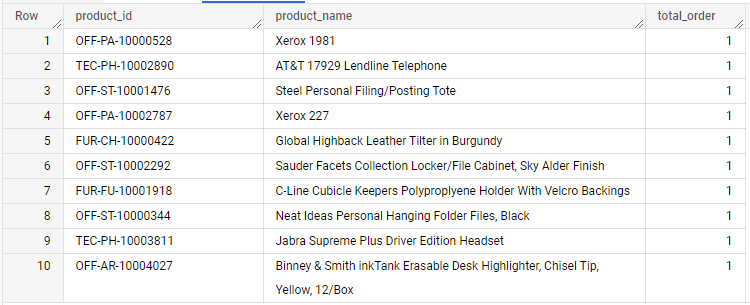 Row product_id product_name total_order
1 OFF-PA-10000528 Xerox 1981 1
2 TEC-PH-10002890 AT&T 17929 Lendline Telephone 1
3 OFF-ST-10001476 Steel Personal Filing/Posting Tote 1
4 OFF-PA-10002787 Xerox 227 1
5 FUR-CH-10000422 Global Highback Leather Tilter in Burgundy 1
6 OFF-ST-10002292 Sauder Facets Collection Locker/File Cabinet, Sky Alder Finish 1
7 FUR-FU-10001918 C-Line Cubicle Keepers Polyproplyene Holder With Velcro Backings 1
8 OFF-ST-10000344 Neat Ideas Personal Hanging Folder Files, Black 1
9 TEC-PH-10003811 Jabra Supreme Plus Driver Edition Headset 1
10 OFF-AR-10004027 Binney & Smith inkTank Erasable Desk Highlighter, Chisel Tip, 1
Yellow, 12/Box